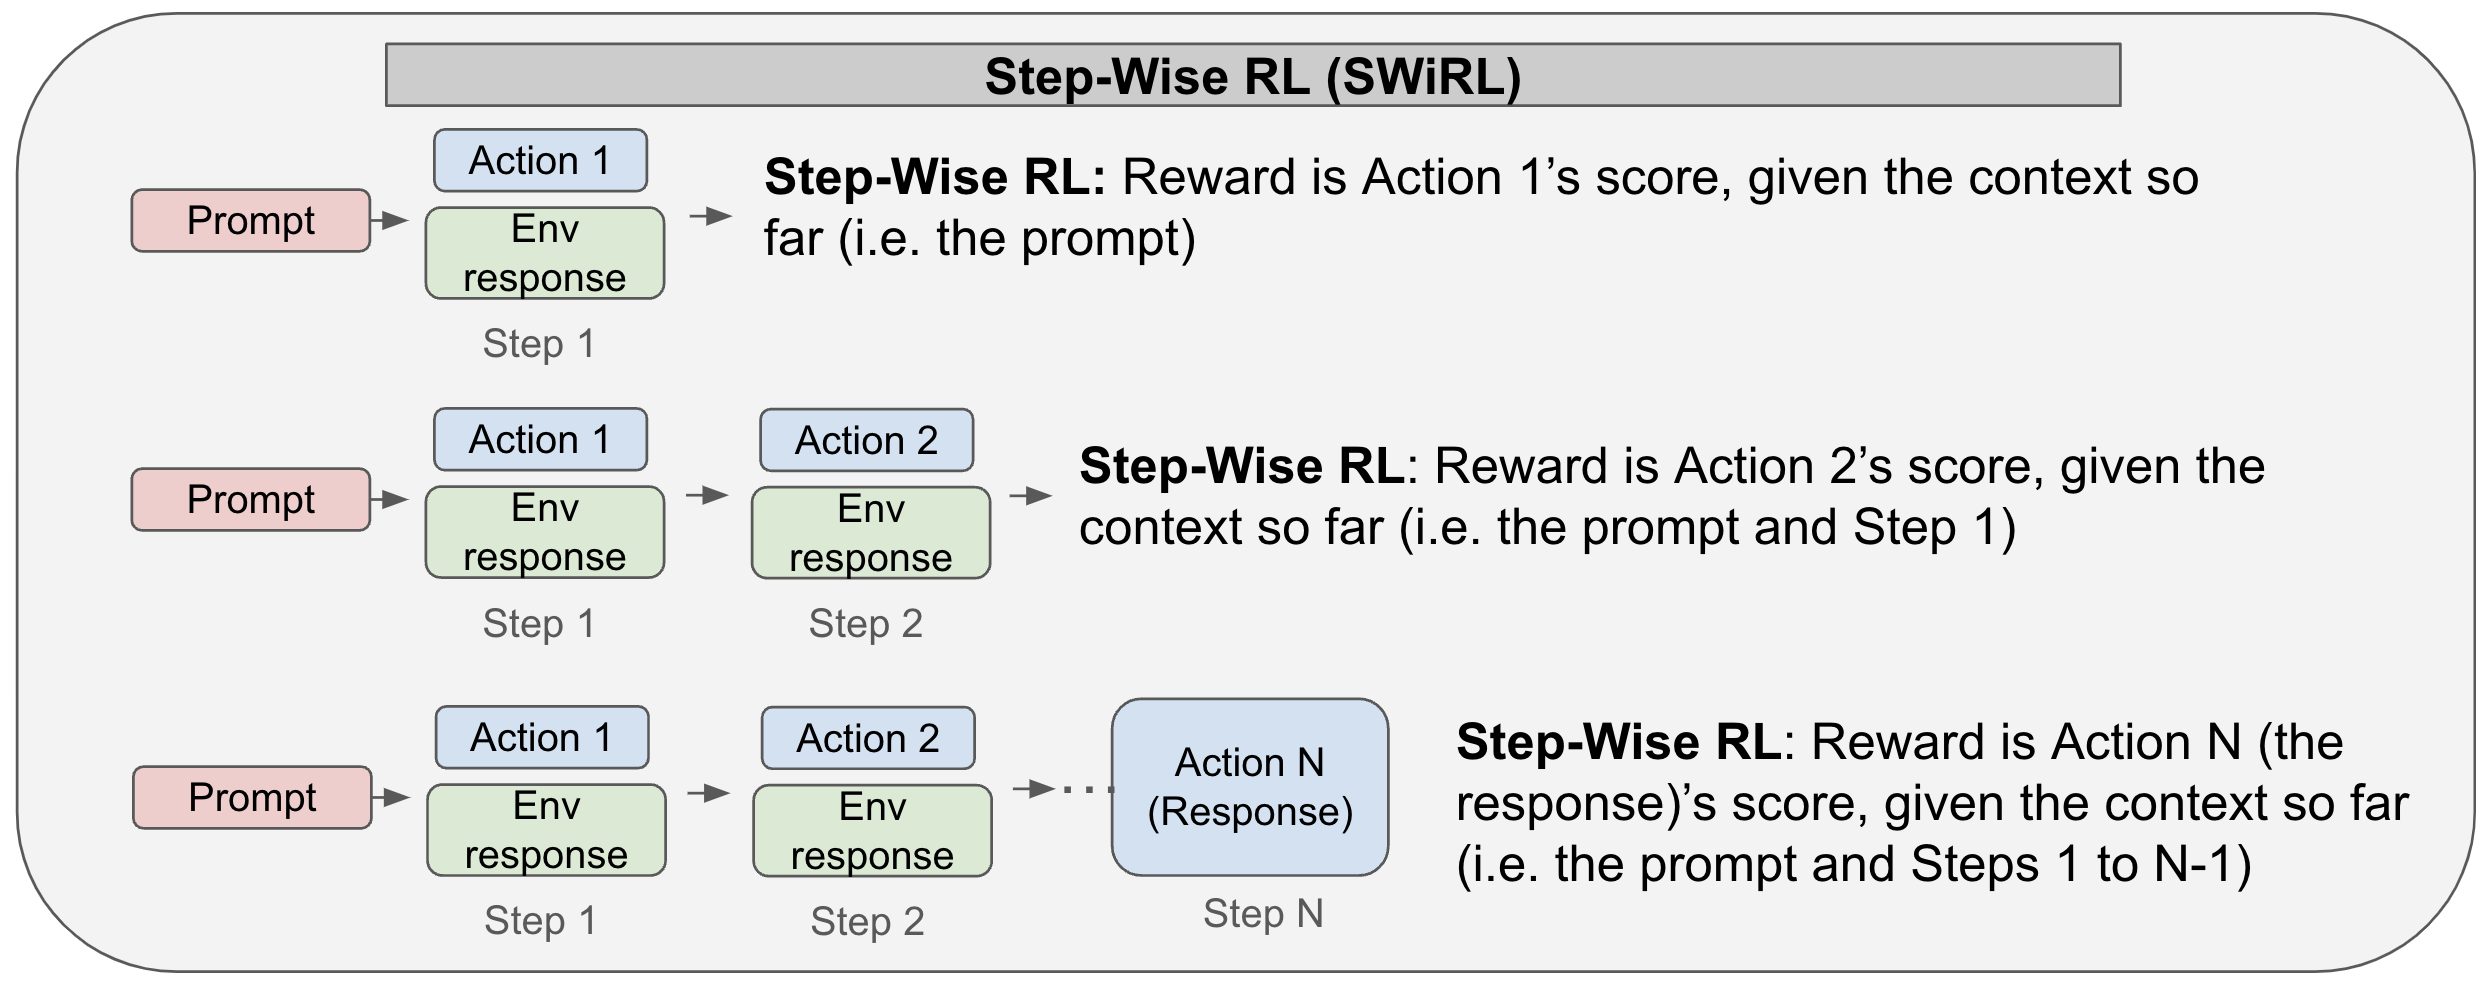 Step-Wise RL (SWiRL)
Action 1
Prompt
Env
response
Step 1
Step-Wise RL: Reward is Action 1’s score, given the context so
far (i.e. the prompt)
Action 1
Action 2
Prompt
Env
response
Env
response
Step 1
Step 2
Step-Wise RL: Reward is Action 2’s score, given the
context so far (i.e. the prompt and Step 1)
Action 1
Action 2
Prompt
Env
response
Env
response
...
Action N
(Response)
Step 1
Step 2
Step N
Step-Wise RL: Reward is Action N (the
response)’s score, given the context so far
(i.e. the prompt and Steps 1 to N-1)